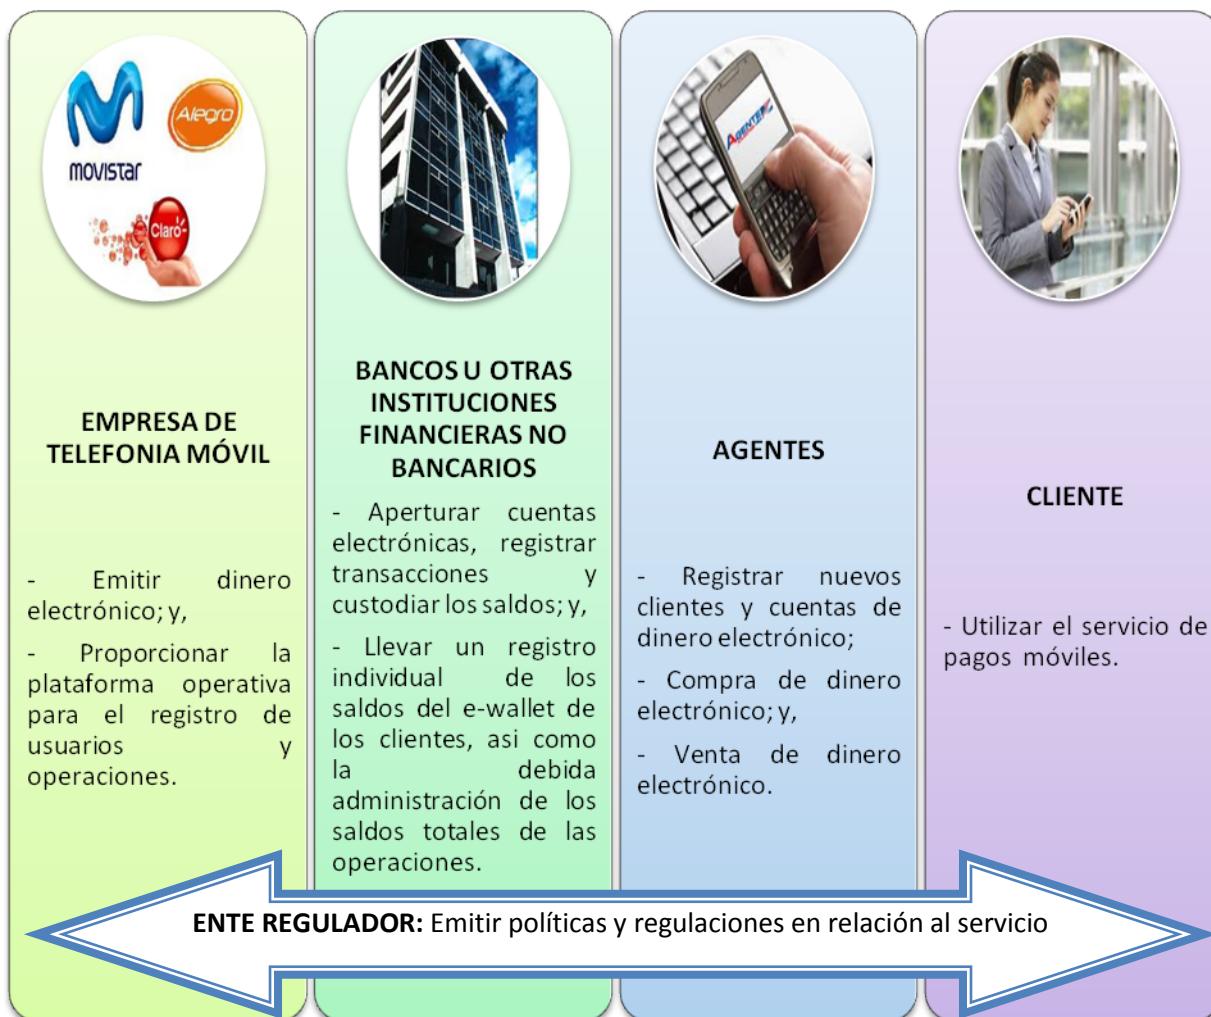 movistar
Alegro
Claro
EMPRESA DE
TELEFONIA MÓVIL
- Emitir dinero
electrónico; y,
- Proporcionar la
plataforma operativa
para el registro de
usuarios y
operaciones.
BANCOS U OTRAS
INSTITUCIONES
FINANCIERAS NO
BANCARIOS
- Aperturar cuentas
electrónicas, registrar
transacciones y
custodiar los saldos; y,
- Llevar un registro
individual de los
saldos del e-wallet de
los clientes, asi como
la debida
administración de los
saldos totales de las
operaciones.
AGENTE
AGENTES
- Registrar nuevos
clientes y cuentas de
dinero electrónico;
- Compra de dinero
electrónico; y,
- Venta de dinero
electrónico.
CLIENTE
- Utilizar el servicio de
pagos móviles.
ENTE REGULADOR: Emitir políticas y regulaciones en relación al servicio